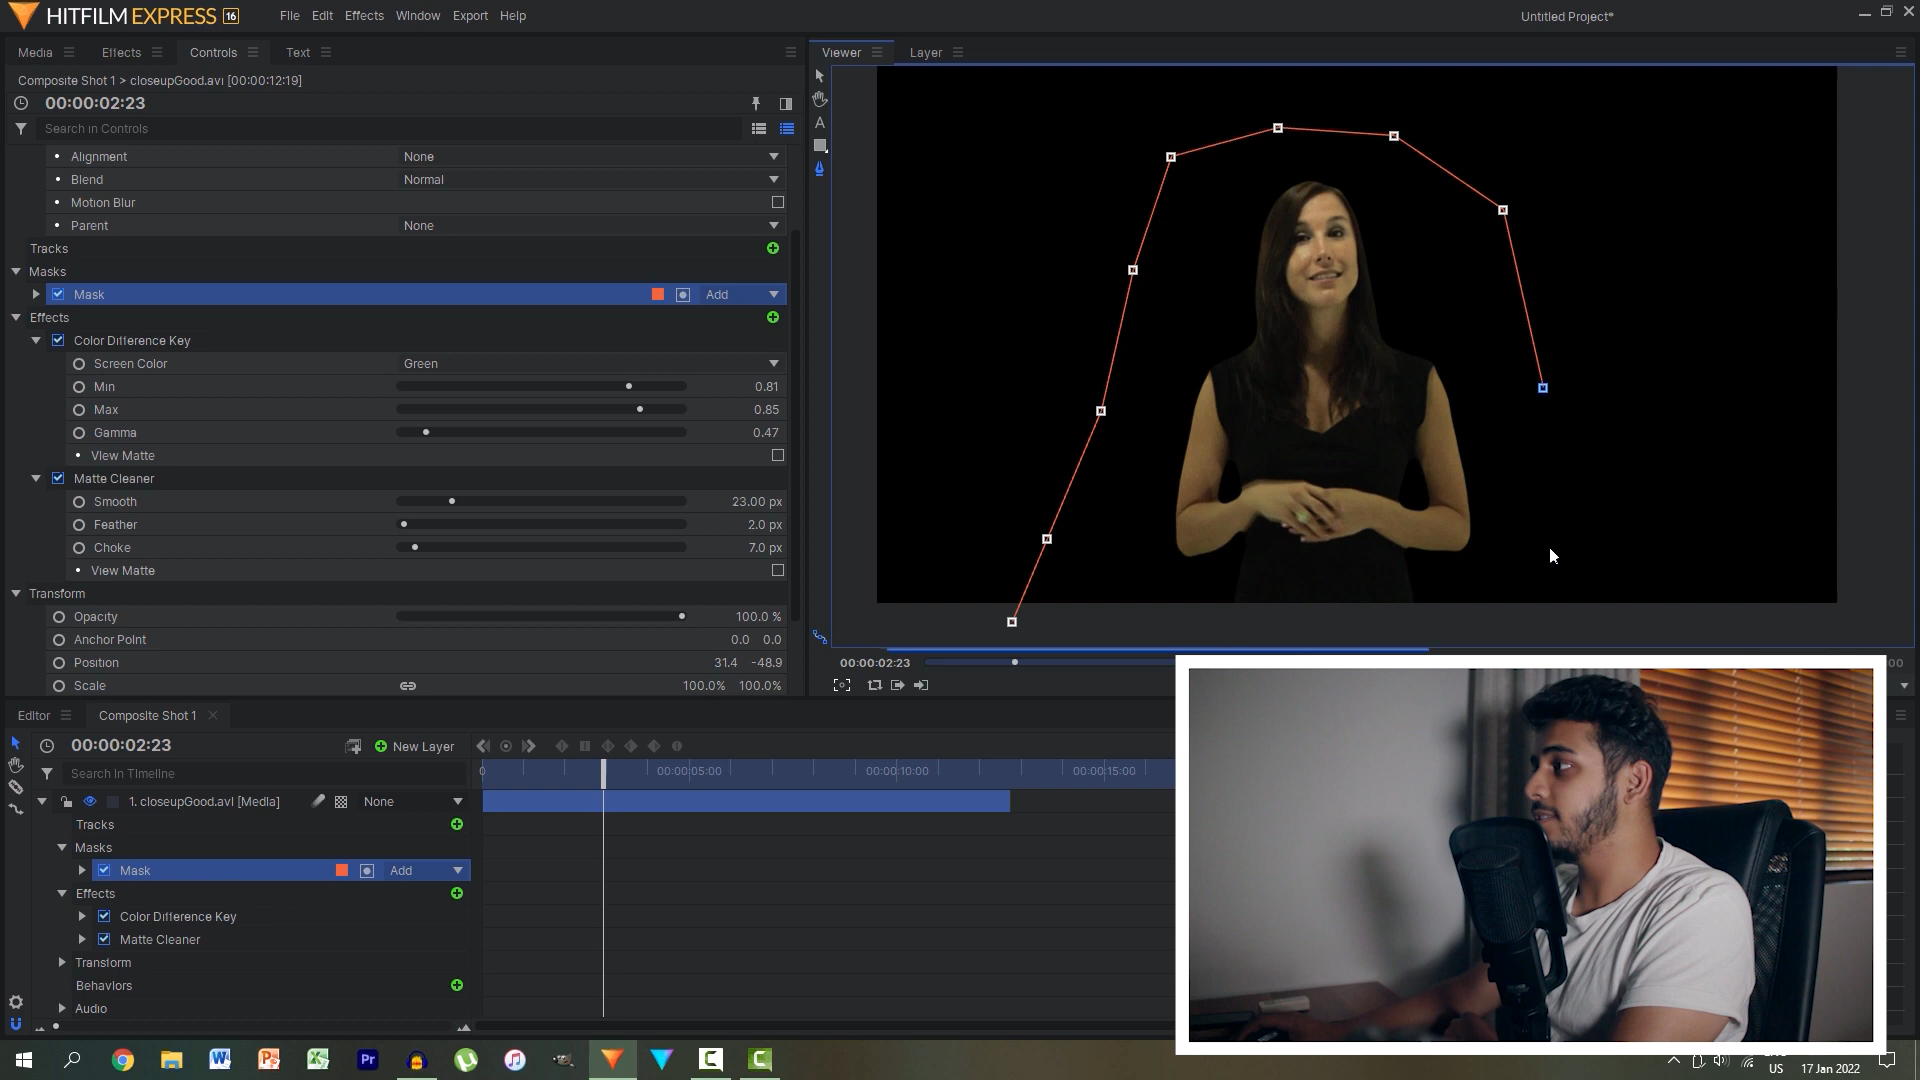 HITFILM EXPRESS 16
File Edit Effects Window Export Help
Untitled Project*
Media Effects Controls Text
Viewer Layer
Composite Shot 1 > closeupGood.avi [00:00:12:19]
00:00:02:23
Search in Controls
A
Alignment None
Blend Normal
Motion Blur
Parent None
Tracks
Masks
Mask Add
Effects
Color Difference Key
Screen Color Green
Min 0.81
Max 0.85
Gamma 0.47
View Matte
Matte Cleaner
Smooth 23.00 px
Feather 2.0 px
Choke 7.0 px
View Matte
Transform
Opacity 100.0 %
Anchor Point 0.0 0.0
Position 31.4 -48.9
Scale 100.0% 100.0%
00:00:02:23
Editor Composite Shot 1
00:00:02:23 New Layer
Search in Timeline
0 00:00:05:00 00:00:10:00 00:00:15:00
1. closeupGood.avi [Media] None
Tracks
Masks
Mask Add
Effects
Color Difference Key
Matte Cleaner
Transform
Behaviors
Audio
Pr
US
17 Jan 2022